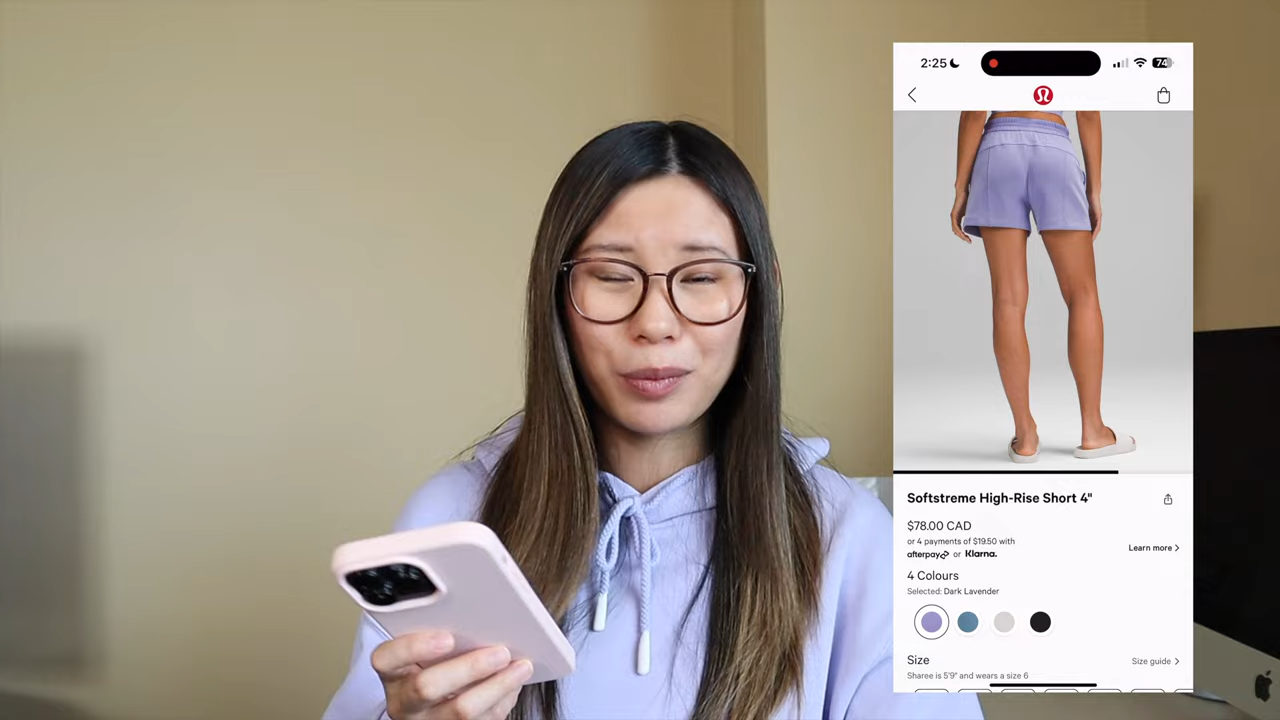 2:25
74
Softstreme High-Rise Short 4"
$78.00 CAD
or 4 payments of $19.50 with
afterpay or Klarna.
Learn more
4 Colours
Selected: Dark Lavender
Size
Size guide
Sharee is 5'9" and wears a size 6